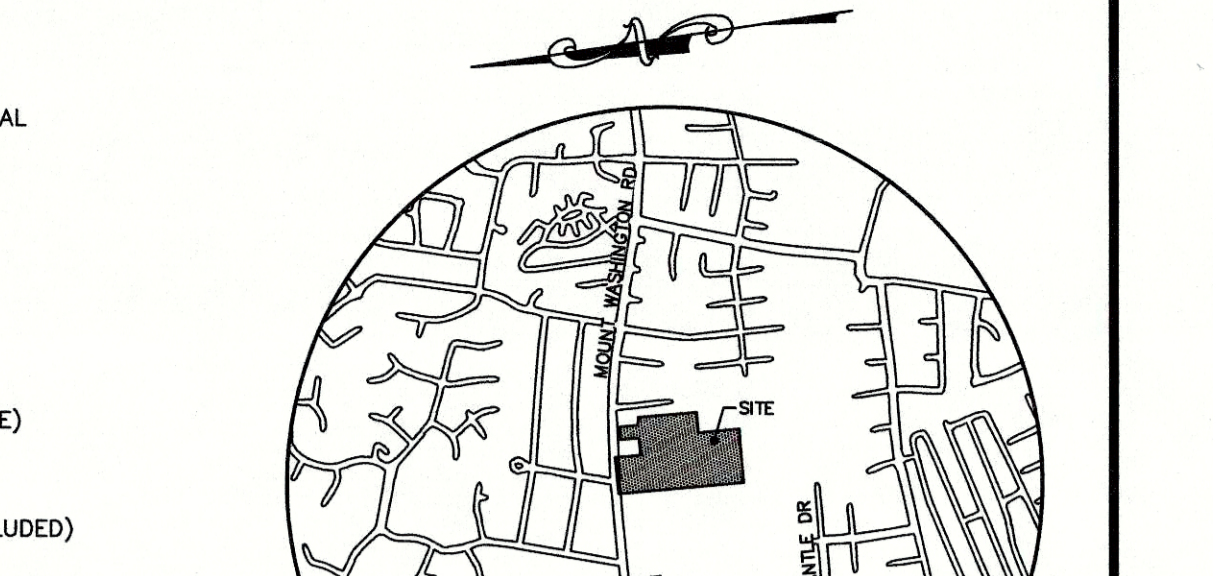 N
AL
MOUNT WASHINGTON RD
SITE
E)
LUDED)
NTLE DR